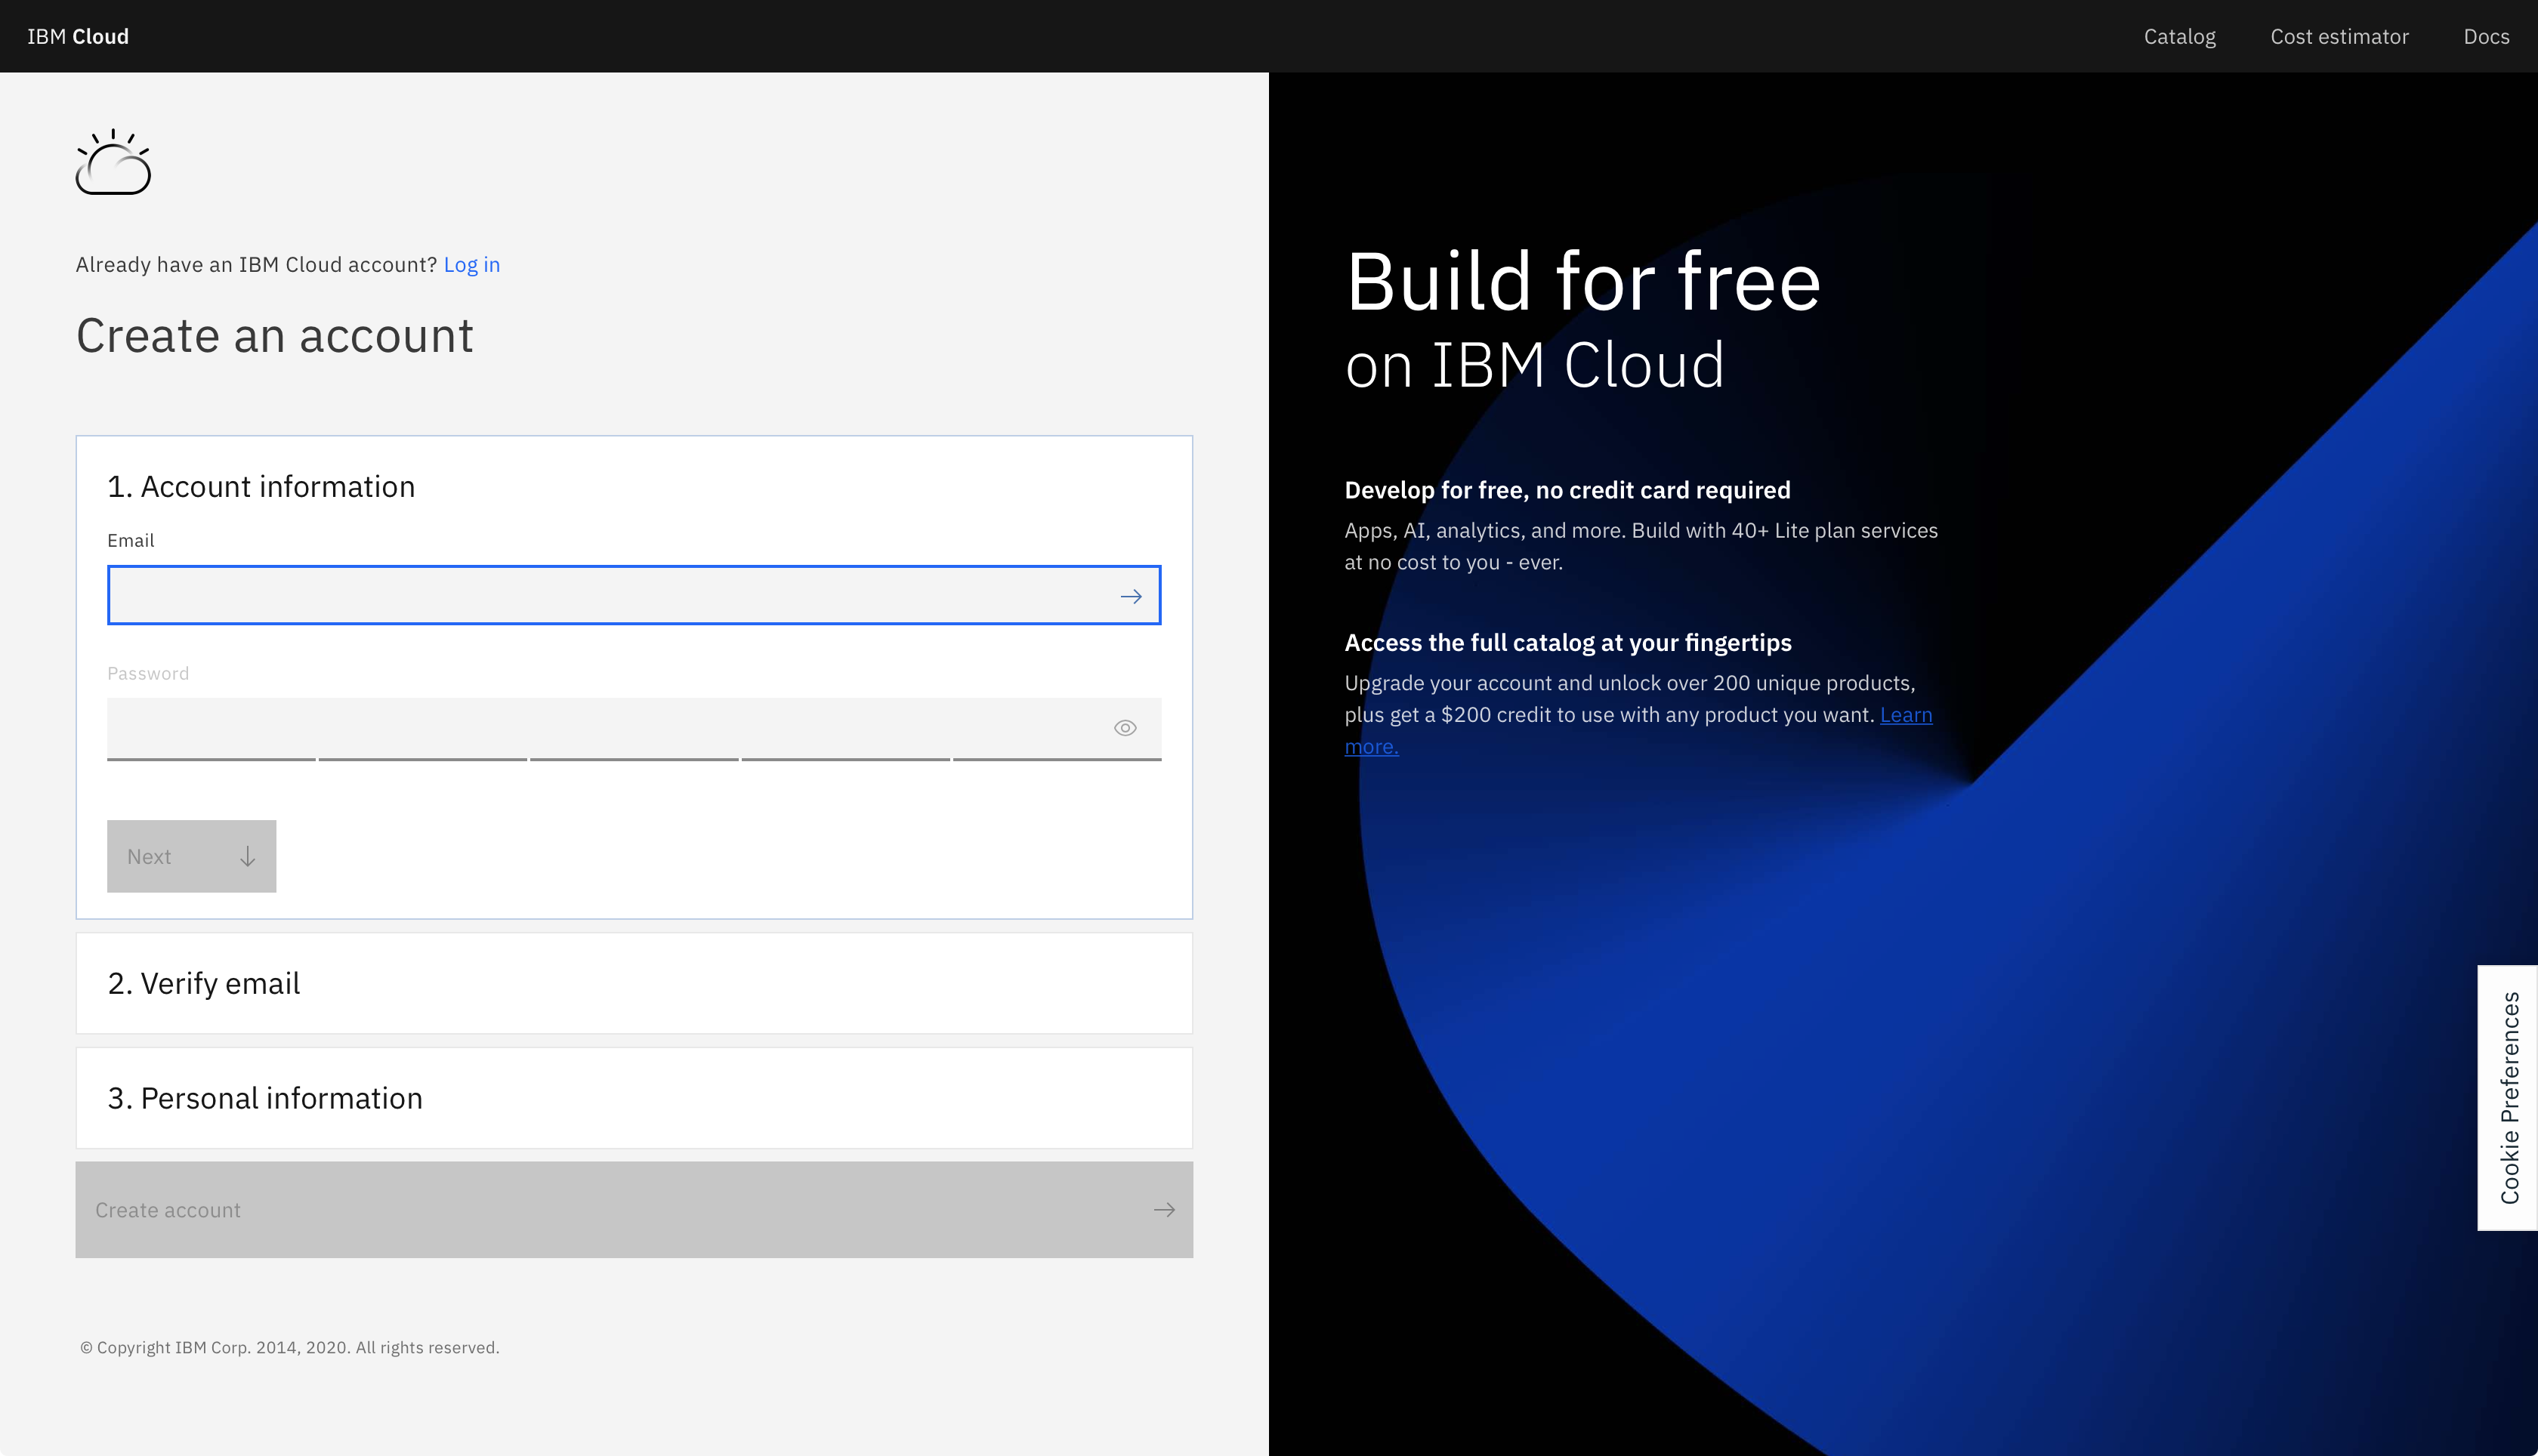 IBM Cloud
Catalog
Cost estimator
Docs
Already have an IBM Cloud account? Log in
Create an account
1. Account information
Email
Password
Next
2. Verify email
3. Personal information
Create account
© Copyright IBM Corp. 2014, 2020. All rights reserved.
Build for free
on IBM Cloud
Develop for free, no credit card required
Apps, AI, analytics, and more. Build with 40+ Lite plan services
at no cost to you - ever.
Access the full catalog at your fingertips
Upgrade your account and unlock over 200 unique products,
plus get a $200 credit to use with any product you want. Learn
more.
Cookie Preferences